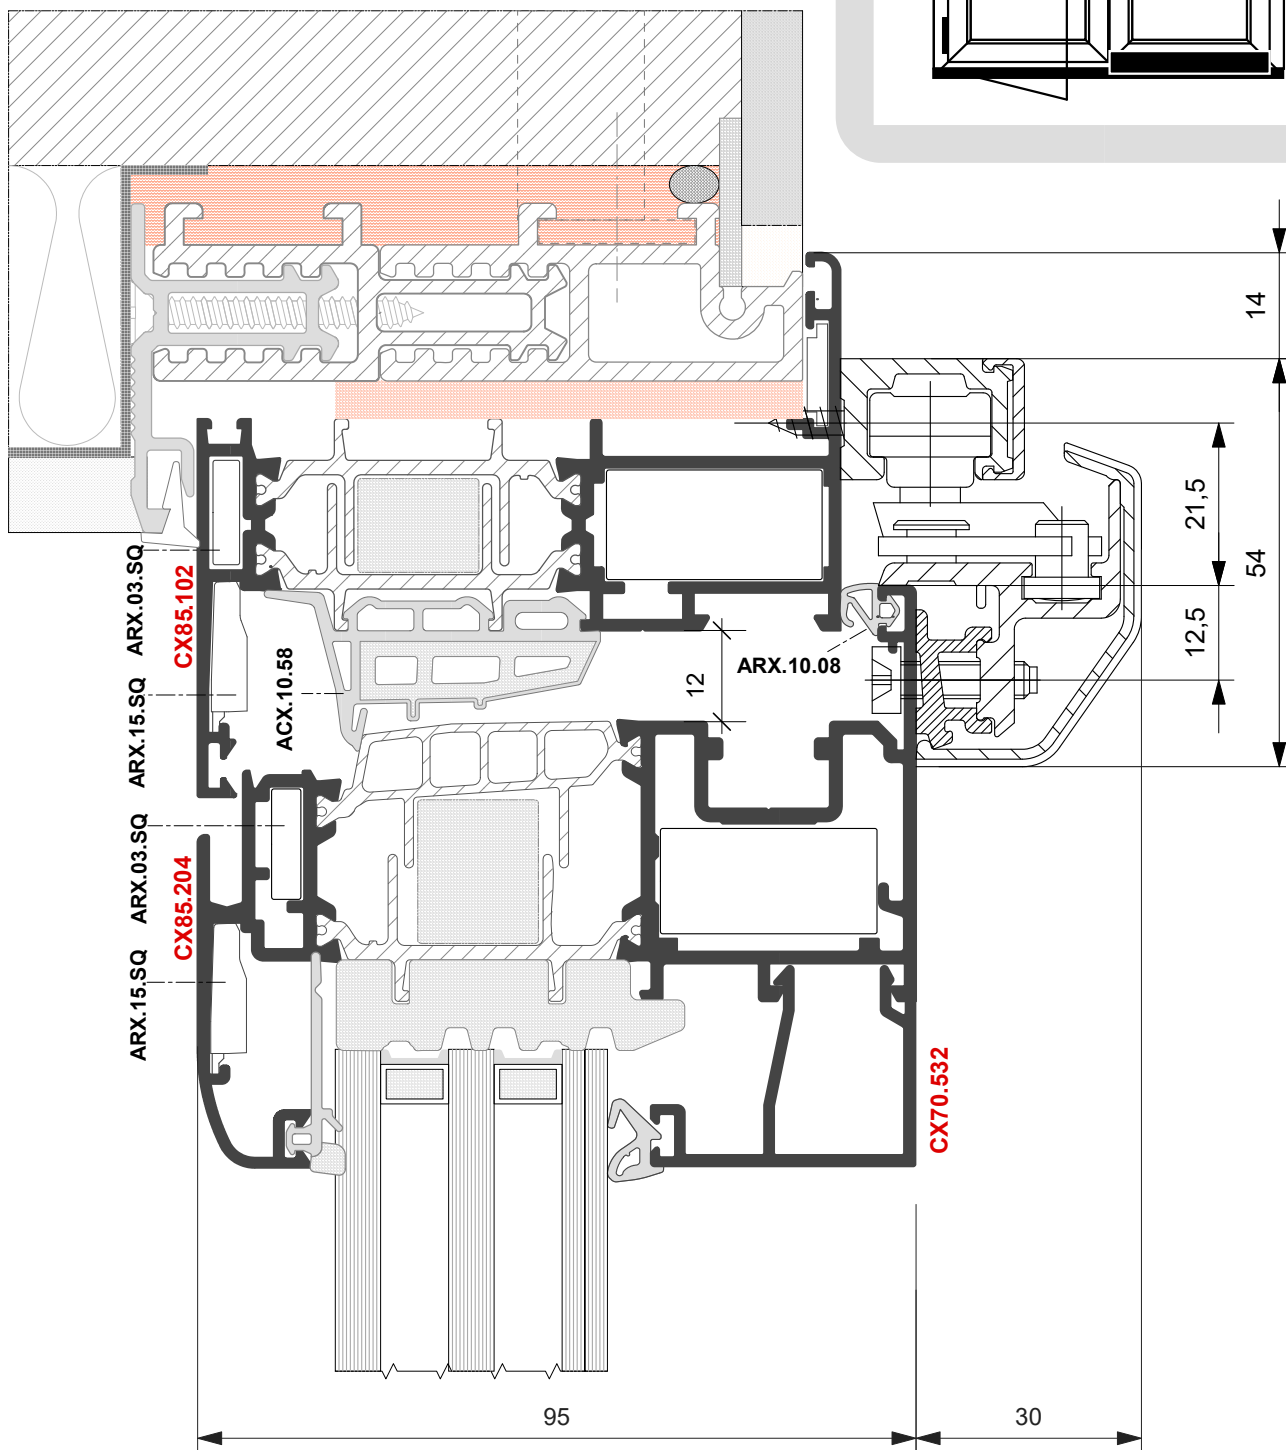 14
54
21,5
12,5
ARX.03.SQ
CX85.102
ARX.15.SQ
ACX.10.58
12
ARX.10.08
ARX.03.SQ
CX85.204
ARX.15.SQ
CX70.532
95
30